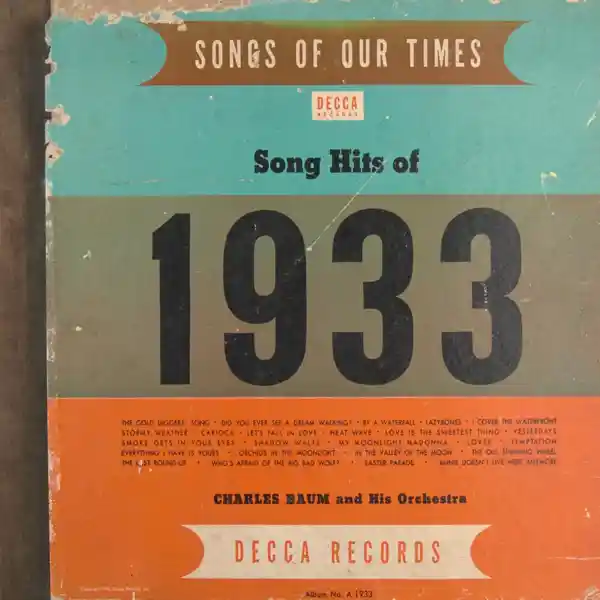 SONGS OF OUR TIMES
DECCA
RECORDS
Song Hits of
1933
THE GOLD DIGGERS' SONG • DID YOU EVER SEE A DREAM WALKING? • BY A WATERFALL • LAZYBONES • I COVER THE WATERFRONT
STORMY WEATHER • CARIOCA • LET'S FALL IN LOVE • HEAT WAVE • LOVE IS THE SWEETEST THING • YESTERDAYS
SMOKE GETS IN YOUR EYES • SHADOW WALTZ • MY MOONLIGHT MADONNA • LOVER • TEMPTATION
EVERYTHING I HAVE IS YOURS • ORCHIDS IN THE MOONLIGHT • IN THE VALLEY OF THE MOON • THE OLD SPINNING WHEEL
THE LAST ROUND-UP • WHO'S AFRAID OF THE BIG BAD WOLF? • EASTER PARADE • ANNIE DOESN'T LIVE HERE ANYMORE
CHARLES BAUM and His Orchestra
DECCA RECORDS
Album No. A 1933